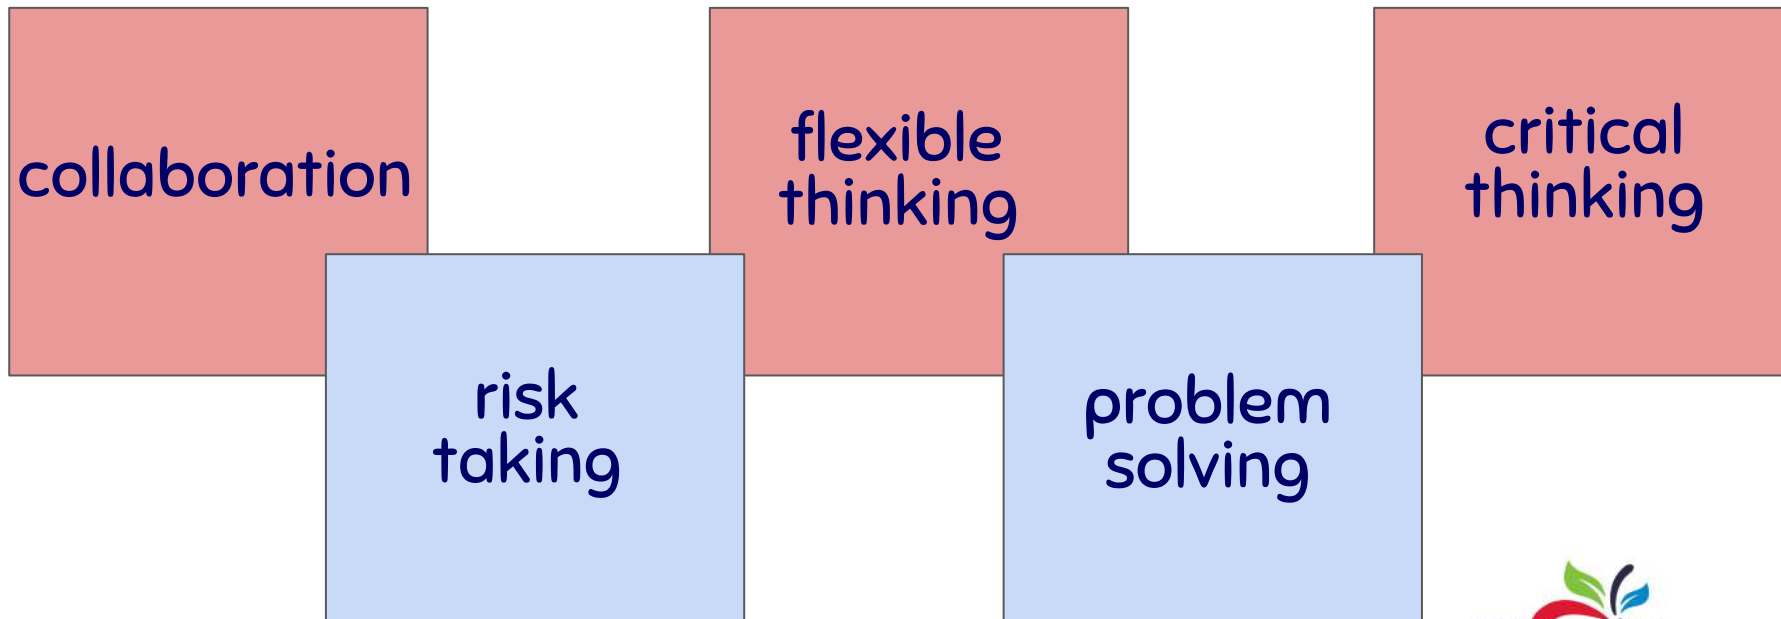 collaboration
flexible
thinking
critical
thinking
risk
taking
problem
solving